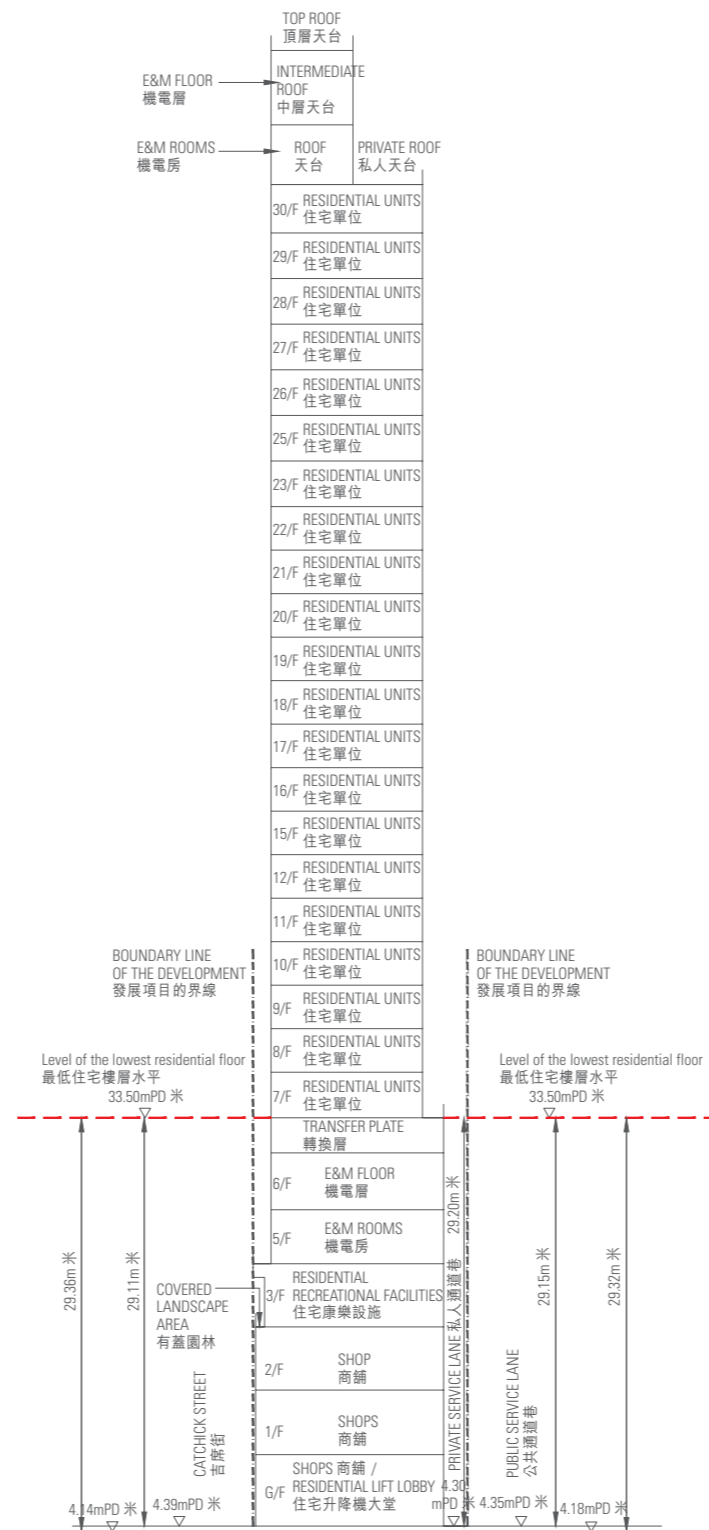 TOP ROOF
頂層天台
E&M FLOOR
機電層
INTERMEDIATE
ROOF
中層天台
E&M ROOMS
機電房
ROOF
天台
PRIVATE ROOF
私人天台
30/F RESIDENTIAL UNITS
住宅單位
29/F RESIDENTIAL UNITS
住宅單位
28/F RESIDENTIAL UNITS
住宅單位
27/F RESIDENTIAL UNITS
住宅單位
26/F RESIDENTIAL UNITS
住宅單位
25/F RESIDENTIAL UNITS
住宅單位
23/F RESIDENTIAL UNITS
住宅單位
22/F RESIDENTIAL UNITS
住宅單位
21/F RESIDENTIAL UNITS
住宅單位
20/F RESIDENTIAL UNITS
住宅單位
19/F RESIDENTIAL UNITS
住宅單位
18/F RESIDENTIAL UNITS
住宅單位
17/F RESIDENTIAL UNITS
住宅單位
16/F RESIDENTIAL UNITS
住宅單位
15/F RESIDENTIAL UNITS
住宅單位
12/F RESIDENTIAL UNITS
住宅單位
11/F RESIDENTIAL UNITS
住宅單位
10/F RESIDENTIAL UNITS
住宅單位
9/F RESIDENTIAL UNITS
住宅單位
8/F RESIDENTIAL UNITS
住宅單位
7/F RESIDENTIAL UNITS
住宅單位
BOUNDARY LINE
OF THE DEVELOPMENT
發展項目的界線
BOUNDARY LINE
OF THE DEVELOPMENT
發展項目的界線
Level of the lowest residential floor
最低住宅樓層水平
33.50mPD 米
Level of the lowest residential floor
最低住宅樓層水平
33.50mPD 米
TRANSFER PLATE
轉換層
6/F E&M FLOOR
機電層
5/F E&M ROOMS
機電房
3/F RESIDENTIAL
RECREATIONAL FACILITIES
住宅康樂設施
COVERED
LANDSCAPE
AREA
有蓋園林
2/F SHOP
商舖
1/F SHOPS
商舖
G/F SHOPS 商舖 /
RESIDENTIAL LIFT LOBBY
住宅升降機大堂
29.36m 米
29.11m 米
29.20m 米
29.15m 米
29.32m 米
CATCHICK STREET
吉席街
PRIVATE SERVICE LANE 私人通道巷
PUBLIC SERVICE LANE
公共通道巷
4.14mPD 米
4.39mPD 米
4.30
mPD 米
4.35mPD 米
4.18mPD 米